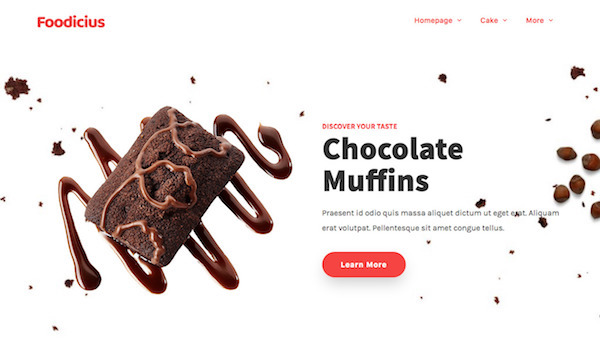 Foodicius
Homepage Cake More
DISCOVER YOUR TASTE
Chocolate
Muffins
Praesent id odio quis massa aliquet dictum ut eget erat. Aliquam
erat volutpat. Pellentesque sit amet congue tellus.
Learn More